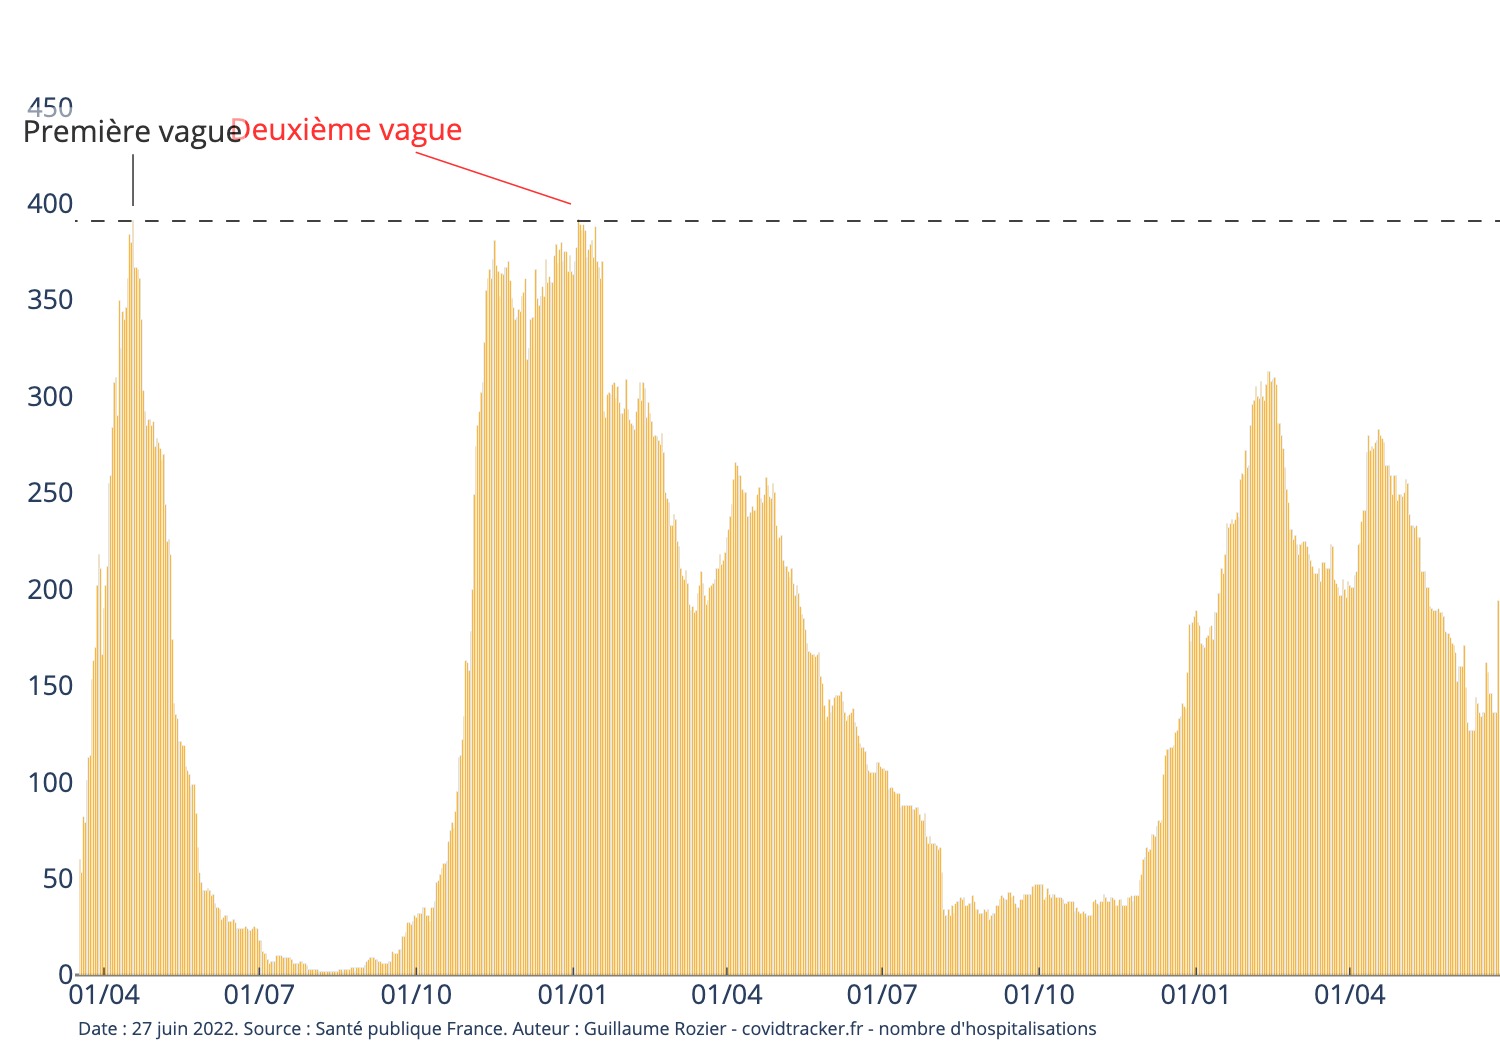 450
Première vague
Deuxième vague
400
350
300
250
200
150
100
50
0
01/04 01/07 01/10 01/01 01/04 01/07 01/10 01/01 01/04
Date : 27 juin 2022. Source : Santé publique France. Auteur : Guillaume Rozier - covidtracker.fr - nombre d'hospitalisations